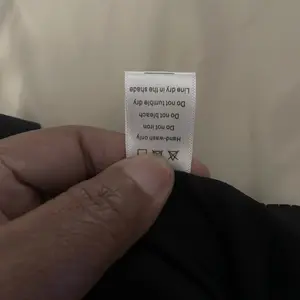 Hand-wash only
Do not iron
Do not bleach
Do not tumble dry
Line dry in the shade